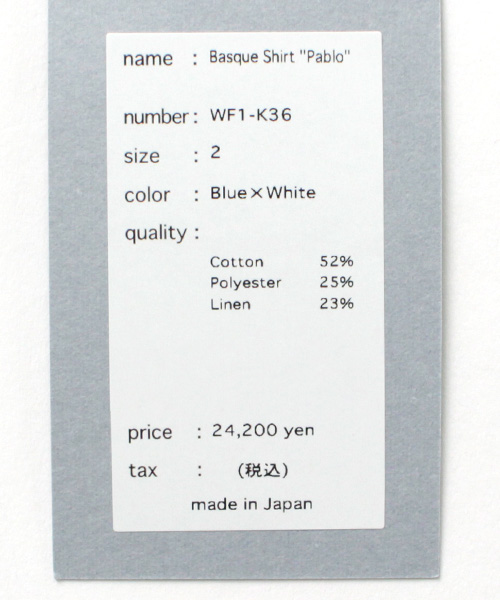 name : Basque Shirt "Pablo"
number : WF1-K36
size : 2
color : Blue×White
quality :
Cotton 52%
Polyester 25%
Linen 23%
price : 24,200 yen
tax : (税込)
made in Japan